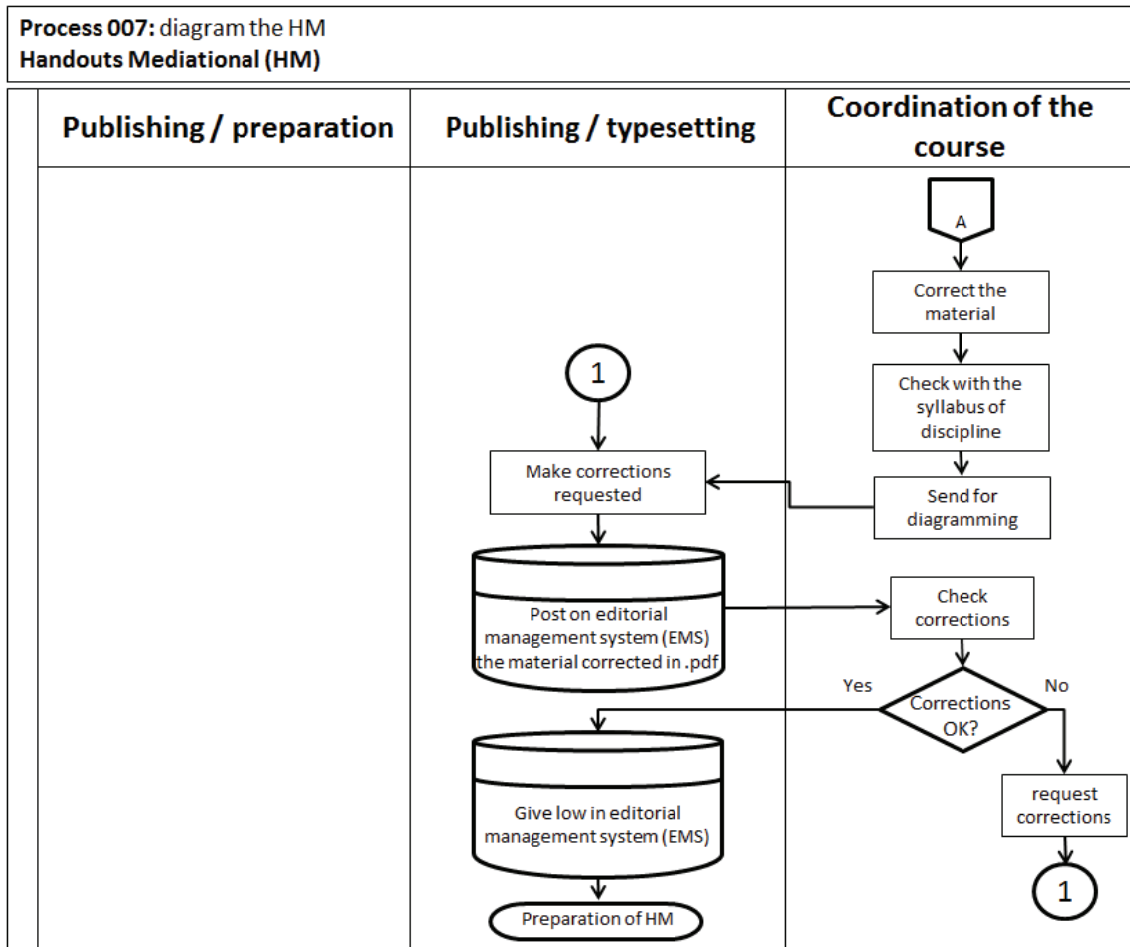 Process 007: diagram the HM
Handouts Mediational (HM)
Publishing / preparation
Publishing / typesetting
Coordination of the
course
A
Correct the
material
Check with the
syllabus of
discipline
Send for
diagramming
1
Make corrections
requested
Post on editorial
management system (EMS)
the material corrected in .pdf
Check
corrections
Corrections
OK?
Yes
No
Give low in editorial
management system (EMS)
request
corrections
1
Preparation of HM